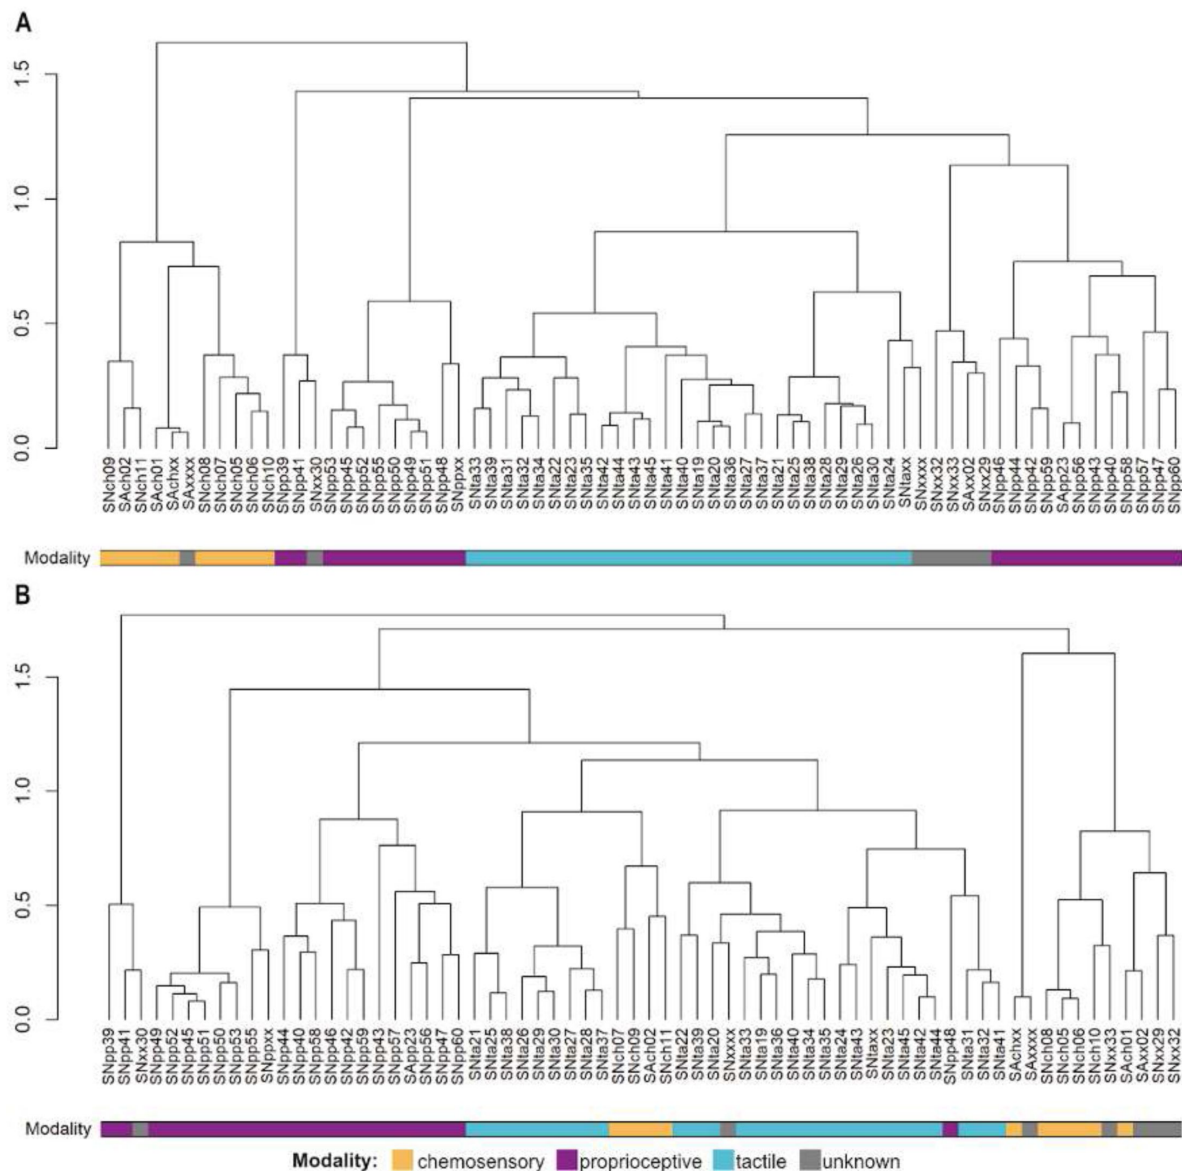 A
1.5
1.0
0.5
0.0
SNch09 SAch02 SNch11 SAch01 SAchxx SAxxxx SNch08 SNch07 SNch05 SNch06 SNch10 SNpp39 SNpp41 SNxx30 SNpp53 SNpp45 SNpp52 SNpp55 SNpp50 SNpp49 SNpp51 SNpp48 SNppxx SNta33 SNta39 SNta31 SNta32 SNta34 SNta22 SNta23 SNta35 SNta42 SNta44 SNta43 SNta45 SNta41 SNta40 SNta19 SNta20 SNta36 SNta27 SNta37 SNta21 SNta25 SNta38 SNta28 SNta29 SNta26 SNta30 SNta24 SNtaxx SNxxxx SNxx32 SNxx33 SAxx02 SNxx29 SNpp46 SNpp44 SNpp42 SNpp59 SApp23 SNpp56 SNpp43 SNpp40 SNpp58 SNpp57 SNpp47 SNpp60
Modality
B
1.5
1.0
0.5
0.0
SNpp39 SNpp41 SNxx30 SNpp49 SNpp52 SNpp45 SNpp51 SNpp50 SNpp53 SNpp55 SNppxx SNpp44 SNpp40 SNpp58 SNpp46 SNpp42 SNpp59 SNpp43 SNpp57 SApp23 SNpp56 SNpp47 SNpp60 SNta21 SNta25 SNta38 SNta26 SNta29 SNta30 SNta27 SNta28 SNta37 SNch07 SNch09 SAch02 SNch11 SNta22 SNta39 SNta20 SNxxxx SNta33 SNta19 SNta36 SNta40 SNta34 SNta35 SNta24 SNta43 SNtaxx SNta23 SNta45 SNta42 SNta44 SNpp48 SNta31 SNta32 SNta41 SAchxx SAxxxx SNch08 SNch05 SNch06 SNch10 SNxx33 SAch01 SAxx02 SNxx29 SNxx32
Modality
Modality: chemosensory proprioceptive tactile unknown